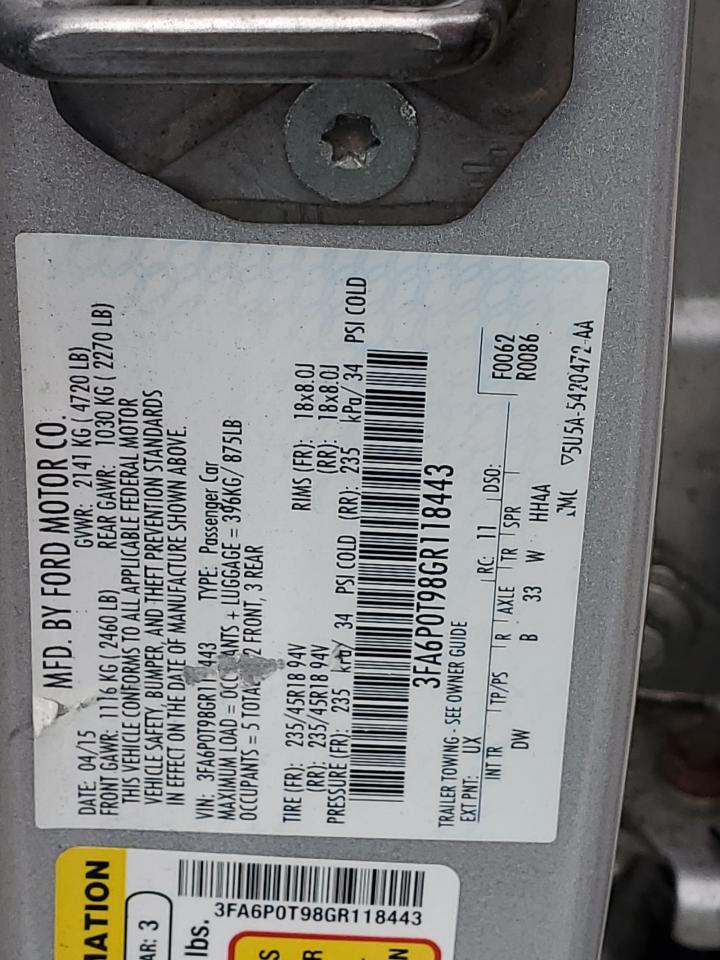 MFD. BY FORD MOTOR CO.
DATE: 04/15 GVWR: 2141 KG ( 4720 LB)
FRONT GAWR: 1116 KG ( 2460 LB) REAR GAWR: 1030 KG ( 2270 LB)
THIS VEHICLE CONFORMS TO ALL APPLICABLE FEDERAL MOTOR
VEHICLE SAFETY, BUMPER, AND THEFT PREVENTION STANDARDS
IN EFFECT ON THE DATE OF MANUFACTURE SHOWN ABOVE.
VIN: 3FA6P0T98GR118443 TYPE: Passenger Car
MAXIMUM LOAD = OCCUPANTS + LUGGAGE = 396KG/ 875LB
OCCUPANTS = 5 TOTAL 2 FRONT, 3 REAR
TIRE (FR): 235/45R18 94V RIMS (FR): 18x8.0J
(RR): 235/45R18 94V (RR): 18x8.0J
PRESSURE (FR): 235 kPa/ 34 PSI COLD (RR): 235 kPa/ 34 PSI COLD
3FA6P0T98GR118443
TRAILER TOWING - SEE OWNER GUIDE
EXT PNT: UX RC: 11 DSO: F0062
R0086
INT TR TP/PS R AXLE TR SPR
DW B 33 W HH4A
5U5A-5420472-AA
MATION
AR: 3
lbs.
3FA6P0T98GR118443
S
R
N